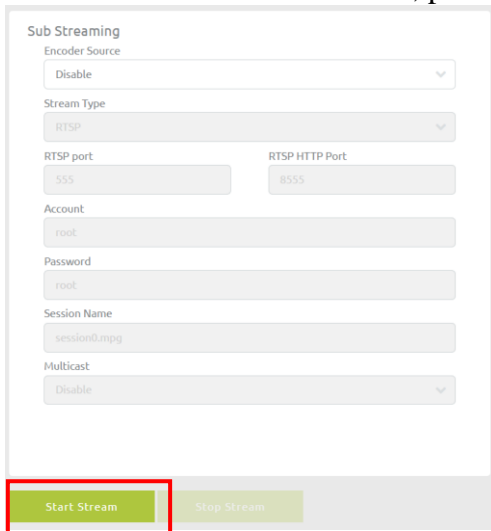 Sub Streaming
Encoder Source
Disable
Stream Type
RTSP
RTSP port RTSP HTTP Port
555 8555
Account
root
Password
root
Session Name
session0.mpg
Multicast
Disable
Start Stream Stop Stream